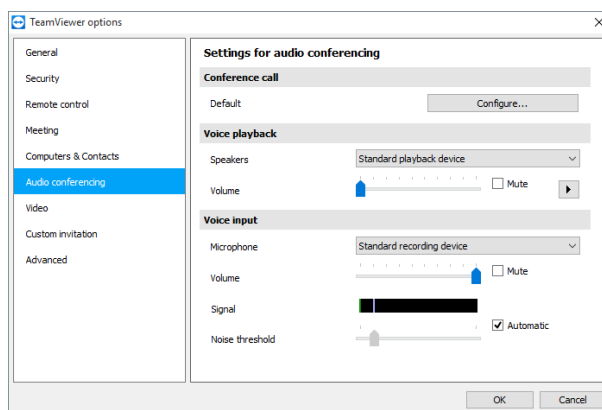 TeamViewer options
General
Security
Remote control
Meeting
Computers & Contacts
Audio conferencing
Video
Custom invitation
Advanced
Settings for audio conferencing
Conference call
Default
Configure...
Voice playback
Speakers
Standard playback device
Volume
Mute
Voice input
Microphone
Standard recording device
Volume
Mute
Signal
Automatic
Noise threshold
OK
Cancel